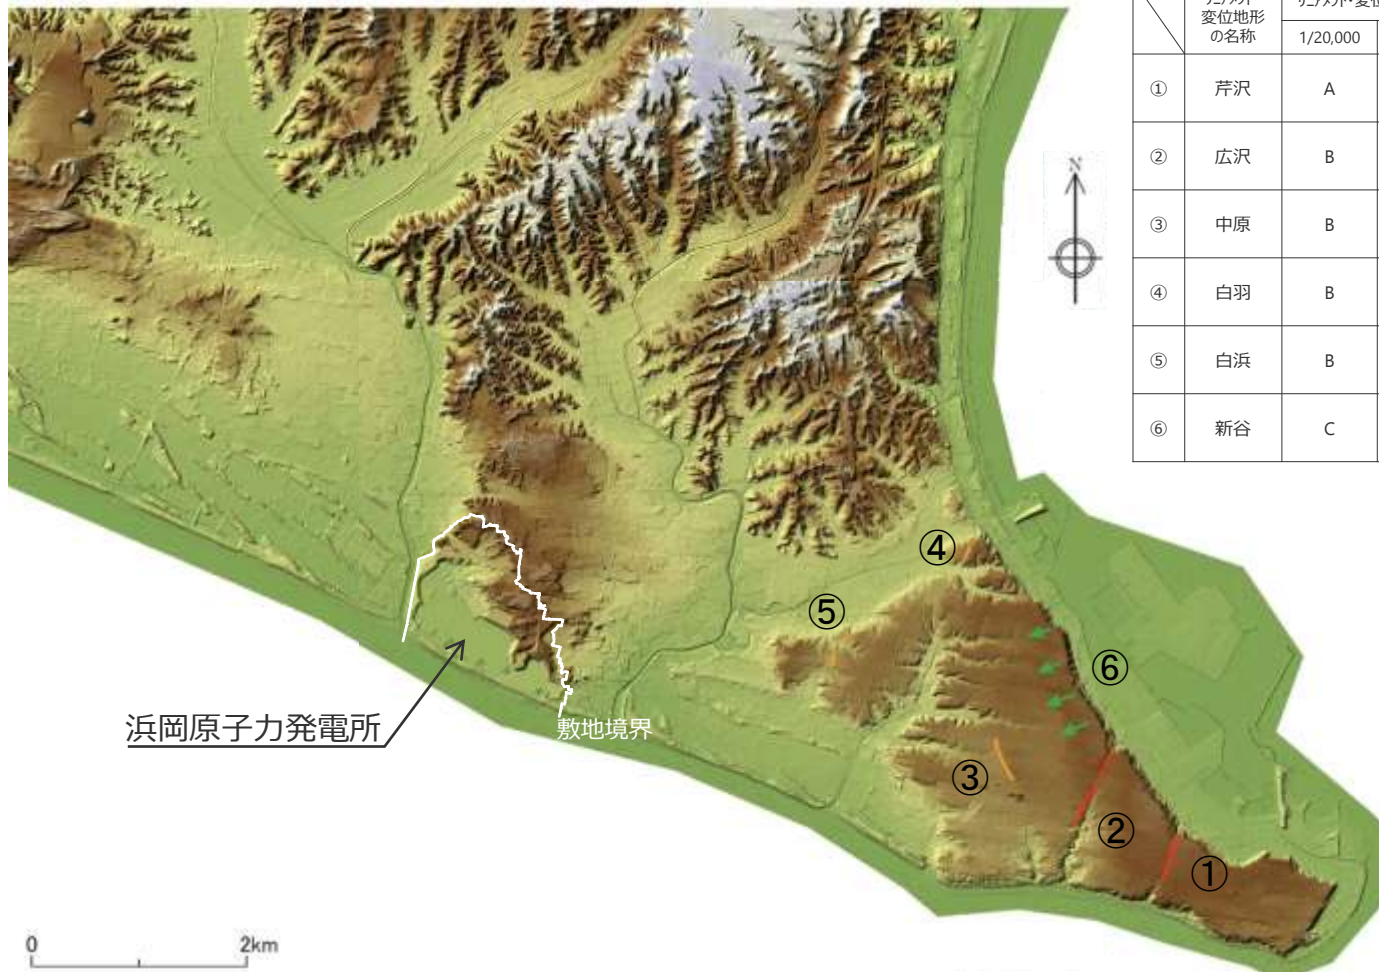 変位地形
の名称
1/20,000
① 芹沢 A
② 広沢 B
③ 中原 B
④ 白羽 B
⑤ 白浜 B
⑥ 新谷 C
N
④
⑤
⑥
浜岡原子力発電所
敷地境界
③
②
①
0 2km